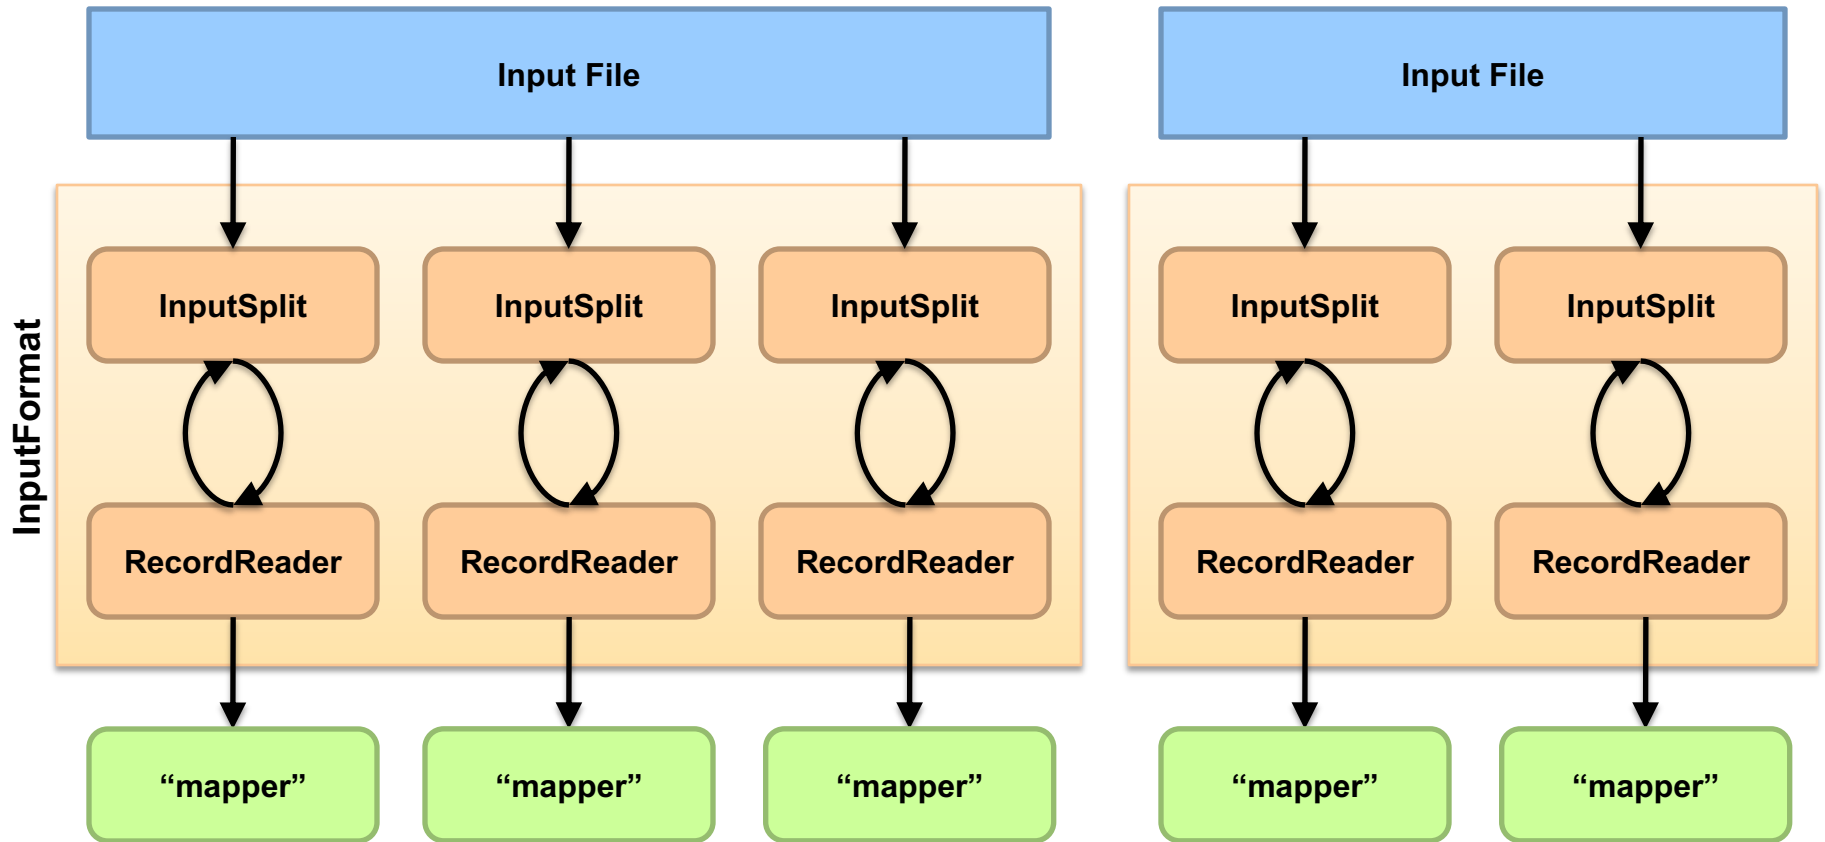 Input File
Input File
InputSplit
InputSplit
InputSplit
InputSplit
InputSplit
InputFormat
RecordReader
RecordReader
RecordReader
RecordReader
RecordReader
“mapper”
“mapper”
“mapper”
“mapper”
“mapper”